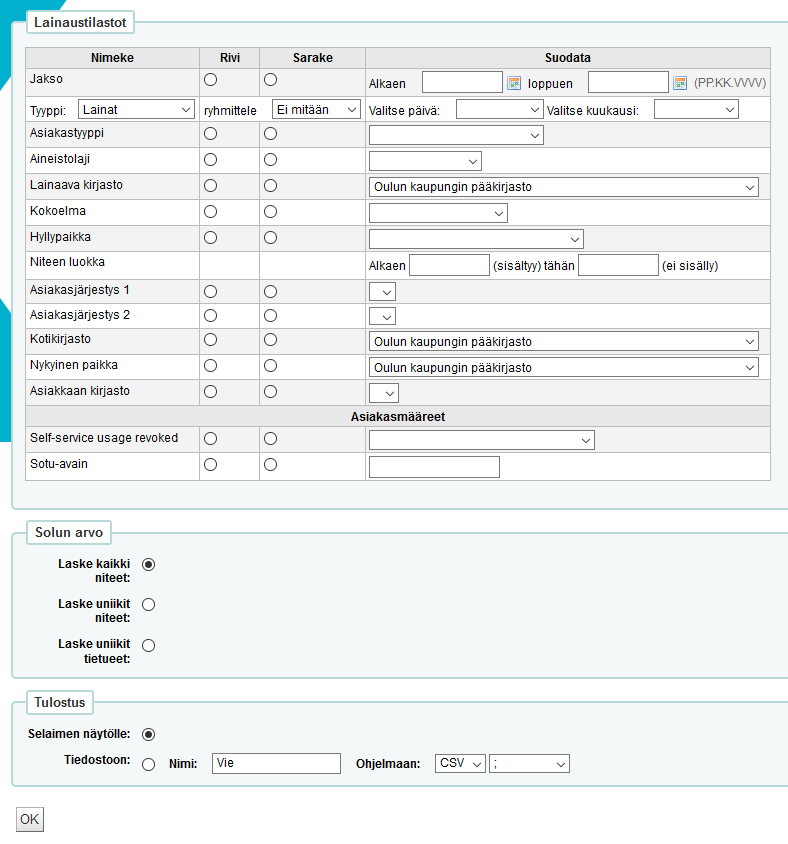 Lainaustilastot
Nimeke Rivi Sarake Suodata
Jakso Alkaen loppuen (PP.KK.VVVV)
Tyyppi: Lainat ryhmittele Ei mitään Valitse päivä: Valitse kuukausi:
Asiakastyyppi
Aineistolaji
Lainaava kirjasto Oulun kaupungin pääkirjasto
Kokoelma
Hyllypaikka
Niteen luokka Alkaen (sisältyy) tähän (ei sisälly)
Asiakasjärjestys 1
Asiakasjärjestys 2
Kotikirjasto Oulun kaupungin pääkirjasto
Nykyinen paikka Oulun kaupungin pääkirjasto
Asiakkaan kirjasto
Asiakasmääreet
Self-service usage revoked
Sotu-avain
Solun arvo
Laske kaikki
niteet:
Laske uniikit
niteet:
Laske uniikit
tietueet:
Tulostus
Selaimen näytölle:
Tiedostoon: Nimi: Vie Ohjelmaan: CSV ;
OK